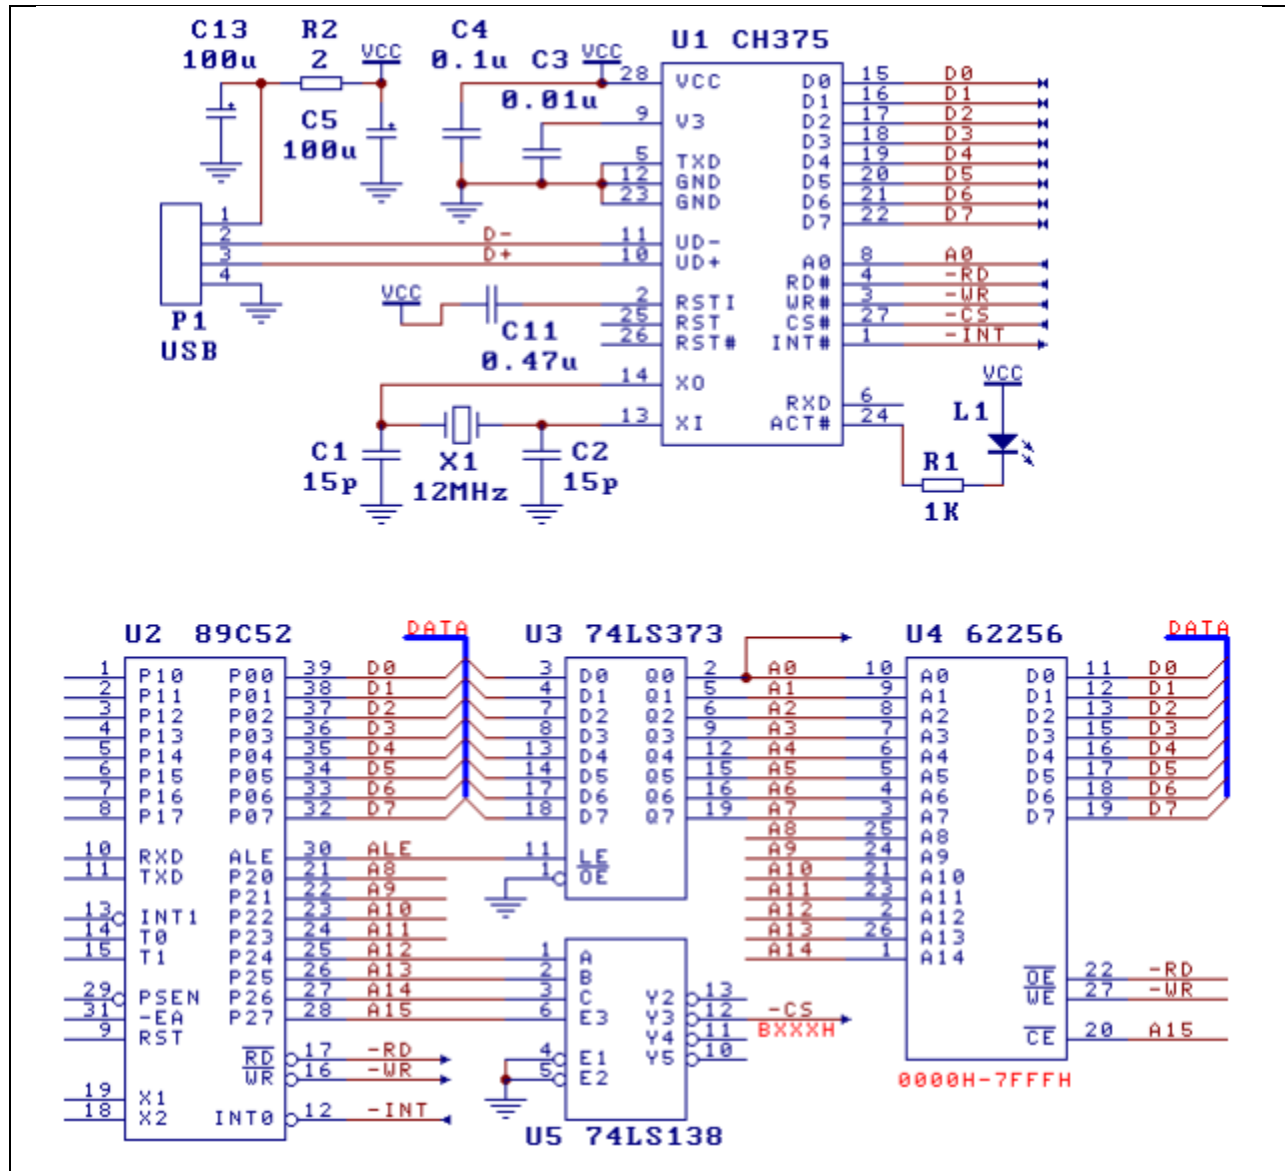 C13 R2 C4 U1 CH375
100u 2 VCC 0.1u C3 VCC
0.01u
C5
100u
28 VCC D0 15 D0
D1 16 D1
9 V3 D2 17 D2
D3 18 D3
5 TXD D4 19 D4
12 GND D5 20 D5
23 GND D6 21 D6
D7 22 D7
1
2 D- 11 UD-
3 D+ 10 UD+ A0 8 A0
4 RD# 4 -RD
P1
USB
VCC 2 RSTI WR# 3 -WR
25 RST CS# 27 -CS
C11 26 RST# INT# 1 -INT
0.47u
14 XO VCC
RXD 6 L1
13 XI ACT# 24
C1 X1 C2 R1
15p 12MHz 15p 1K
U2 89C52 DATA U3 74LS373 U4 62256 DATA
1 P10 P00 39 D0 3 D0 Q0 2 A0 10 A0 D0 11 D0
2 P11 P01 38 D1 4 D1 Q1 5 A1 9 A1 D1 12 D1
3 P12 P02 37 D2 7 D2 Q2 6 A2 8 A2 D2 13 D2
4 P13 P03 36 D3 8 D3 Q3 9 A3 7 A3 D3 15 D3
5 P14 P04 35 D4 13 D4 Q4 12 A4 6 A4 D4 16 D4
6 P15 P05 34 D5 14 D5 Q5 15 A5 5 A5 D5 17 D5
7 P16 P06 33 D6 17 D6 Q6 16 A6 4 A6 D6 18 D6
8 P17 P07 32 D7 18 D7 Q7 19 A7 3 A7 D7 19 D7
A8 25 A8
10 RXD ALE 30 ALE 11 LE A9 24 A9
11 TXD P20 21 A8 1 OE A10 21 A10
P21 22 A9 A11 23 A11
13 INT1 P22 23 A10 A12 2 A12
14 T0 P23 24 A11 A13 26 A13
15 T1 P24 25 A12 1 A A14 1 A14
P25 26 A13 2 B OE 22 -RD
29 PSEN P26 27 A14 3 C Y2 13 WE 27 -WR
31 -EA P27 28 A15 6 E3 Y3 12 -CS
9 RST Y4 11 BXXXH CE 20 A15
RD 17 -RD 4 E1 Y5 10
WR 16 -WR 5 E2 0000H-7FFFH
19 X1
18 X2 INT0 12 -INT
U5 74LS138